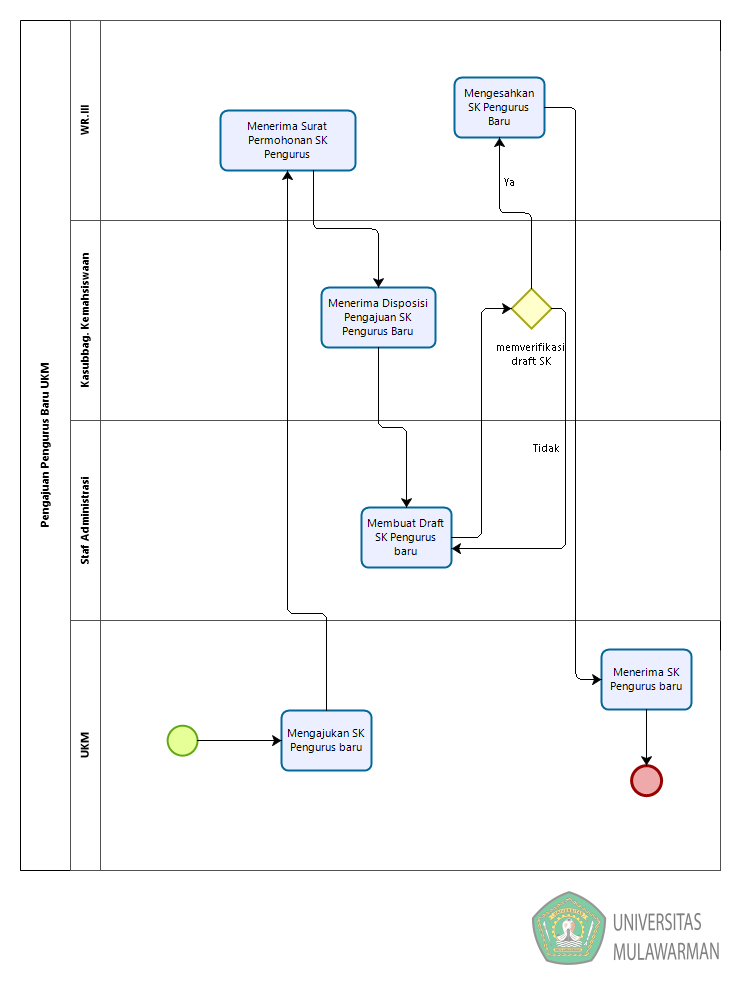 Pengajuan Pengurus Baru UKM
WR.III
Menerima Surat
Permohonan SK
Pengurus
Mengesahkan
SK Pengurus
Baru
Ya
Kasubbag. Kemahsiswaan
Menerima Disposisi
Pengajuan SK
Pengurus Baru
memverifikasi
draft SK
Tidak
Staf Administrasi
Membuat Draft
SK Pengurus
baru
UKM
Mengajukan SK
Pengurus baru
Menerima SK
Pengurus baru
UNIVERSITAS
MULAWARMAN